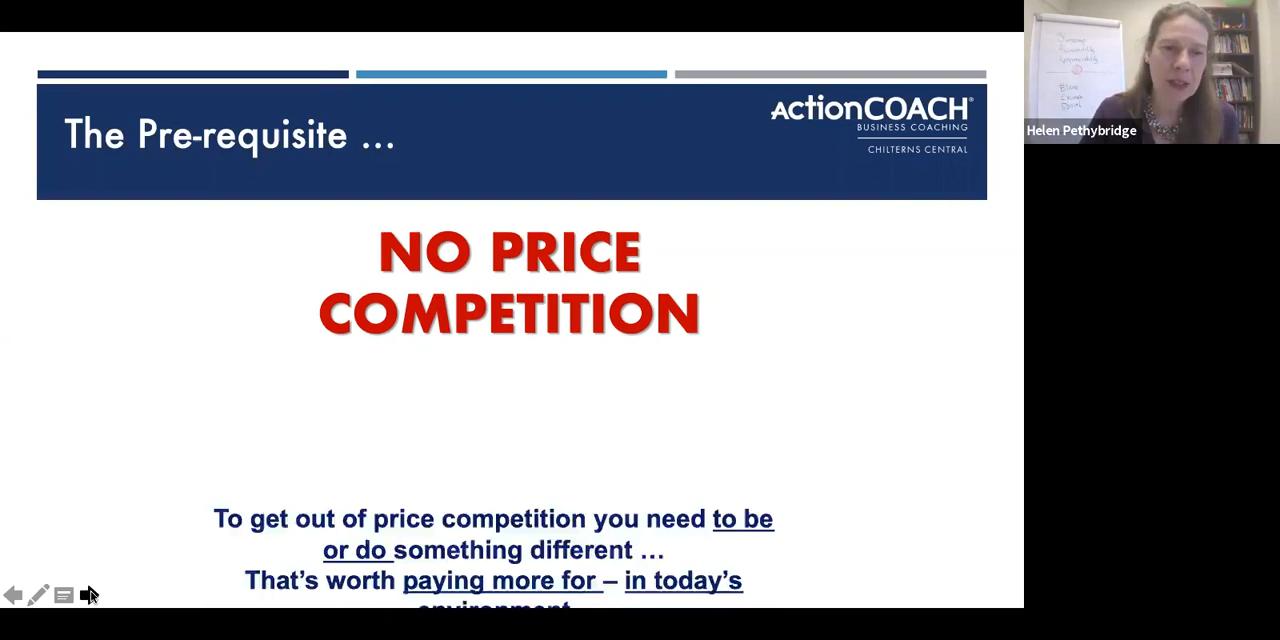 The Pre-requisite ...
ActionCOACH®
BUSINESS COACHING
CHILTERNS CENTRAL
NO PRICE
COMPETITION
To get out of price competition you need to be
or do something different ...
That's worth paying more for – in today's
Helen Pethybridge